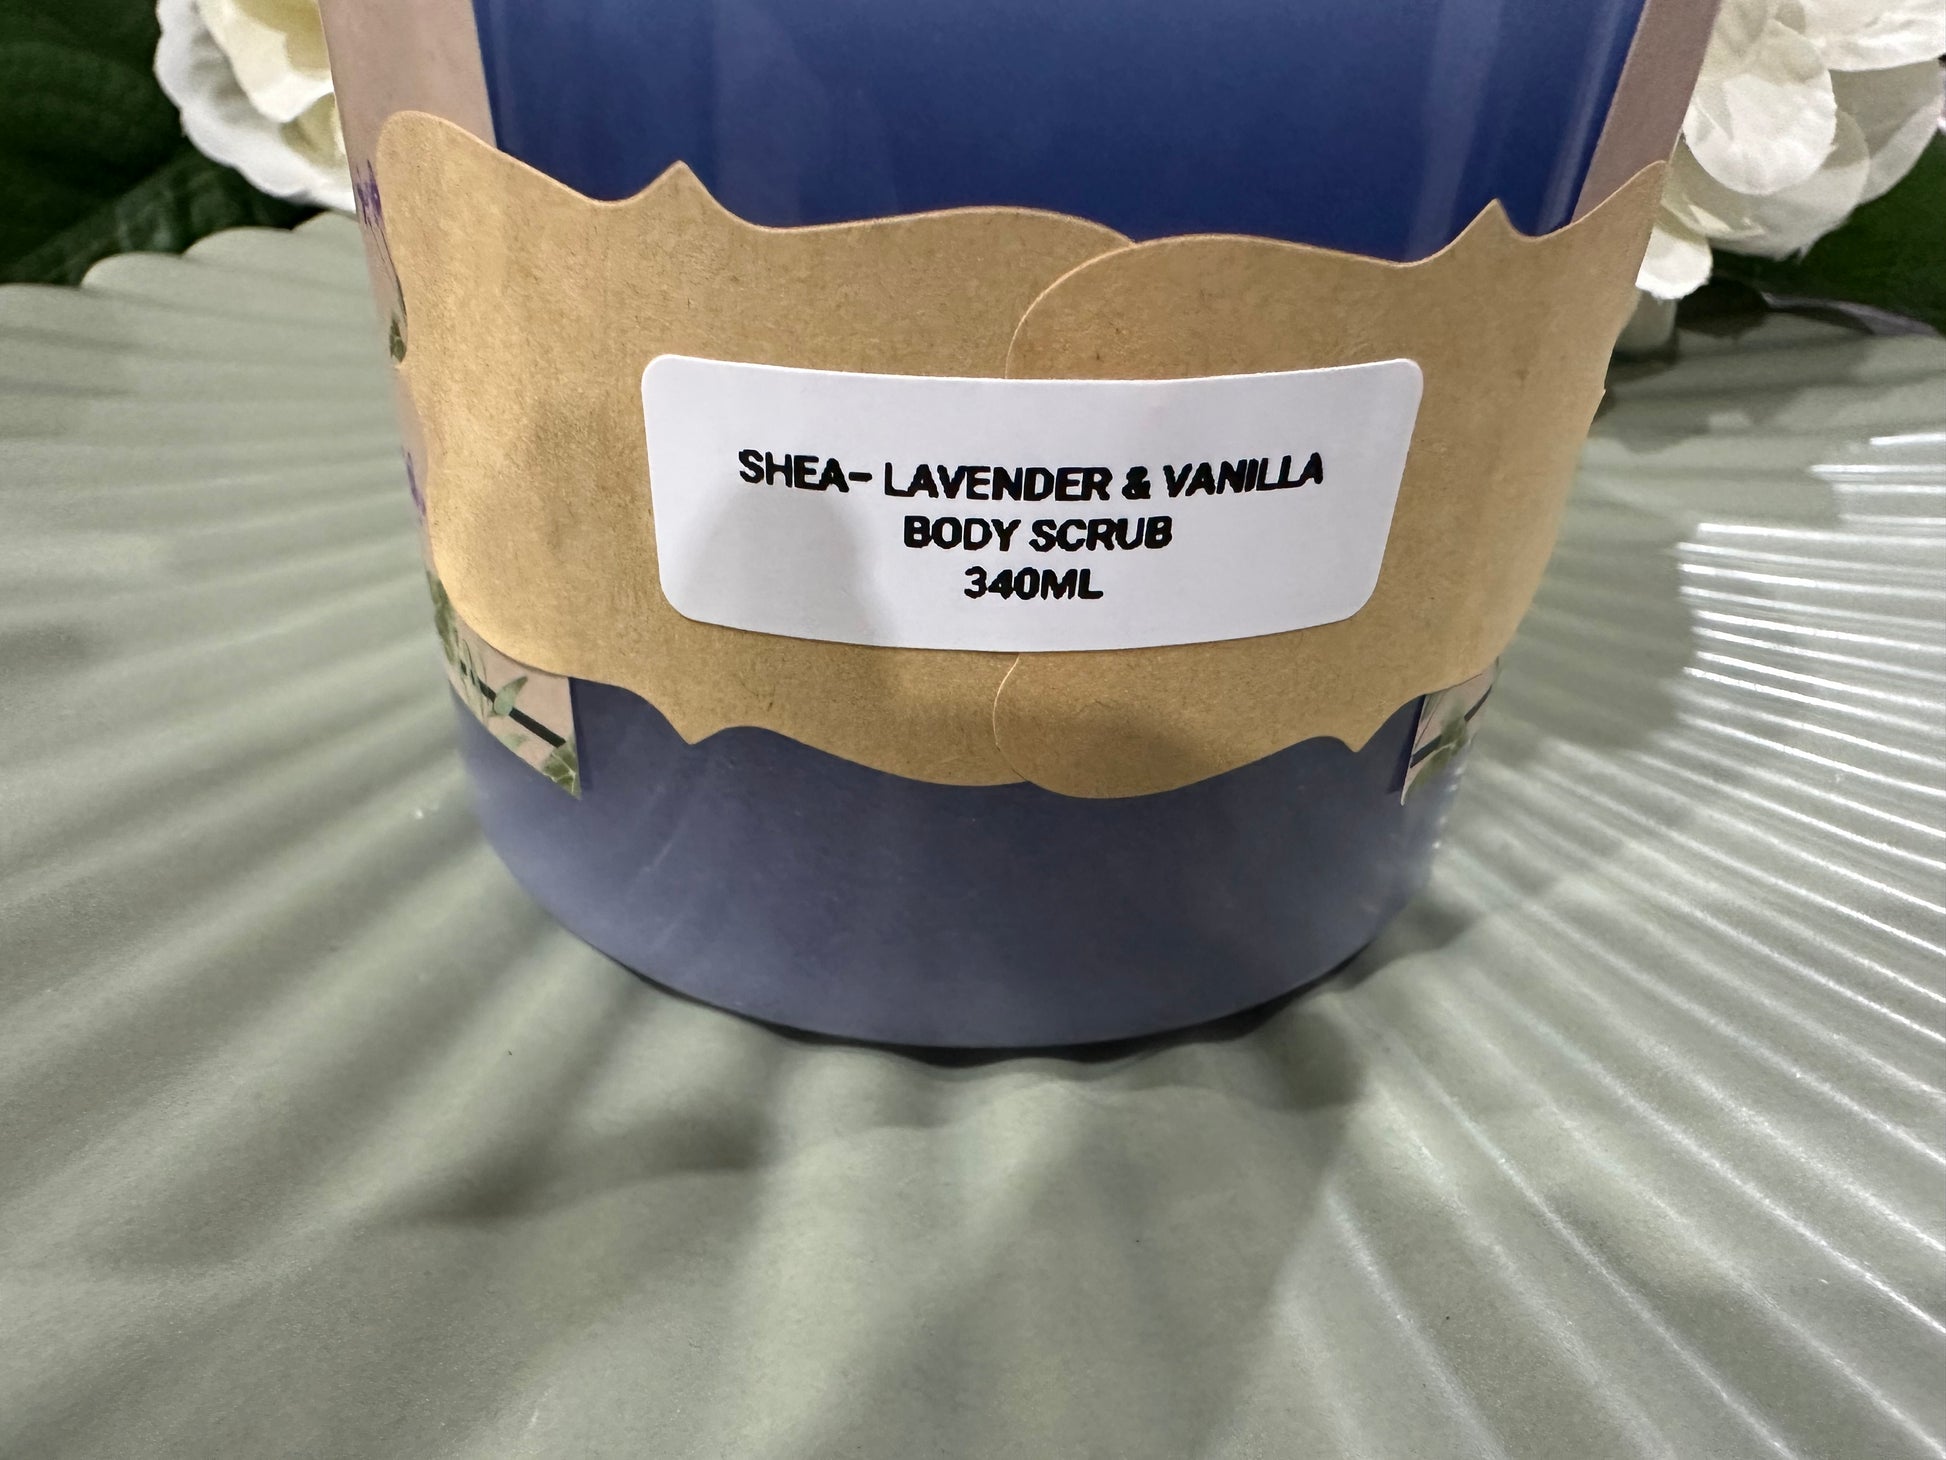 SHEA- LAVENDER & VANILLA
BODY SCRUB
340ML